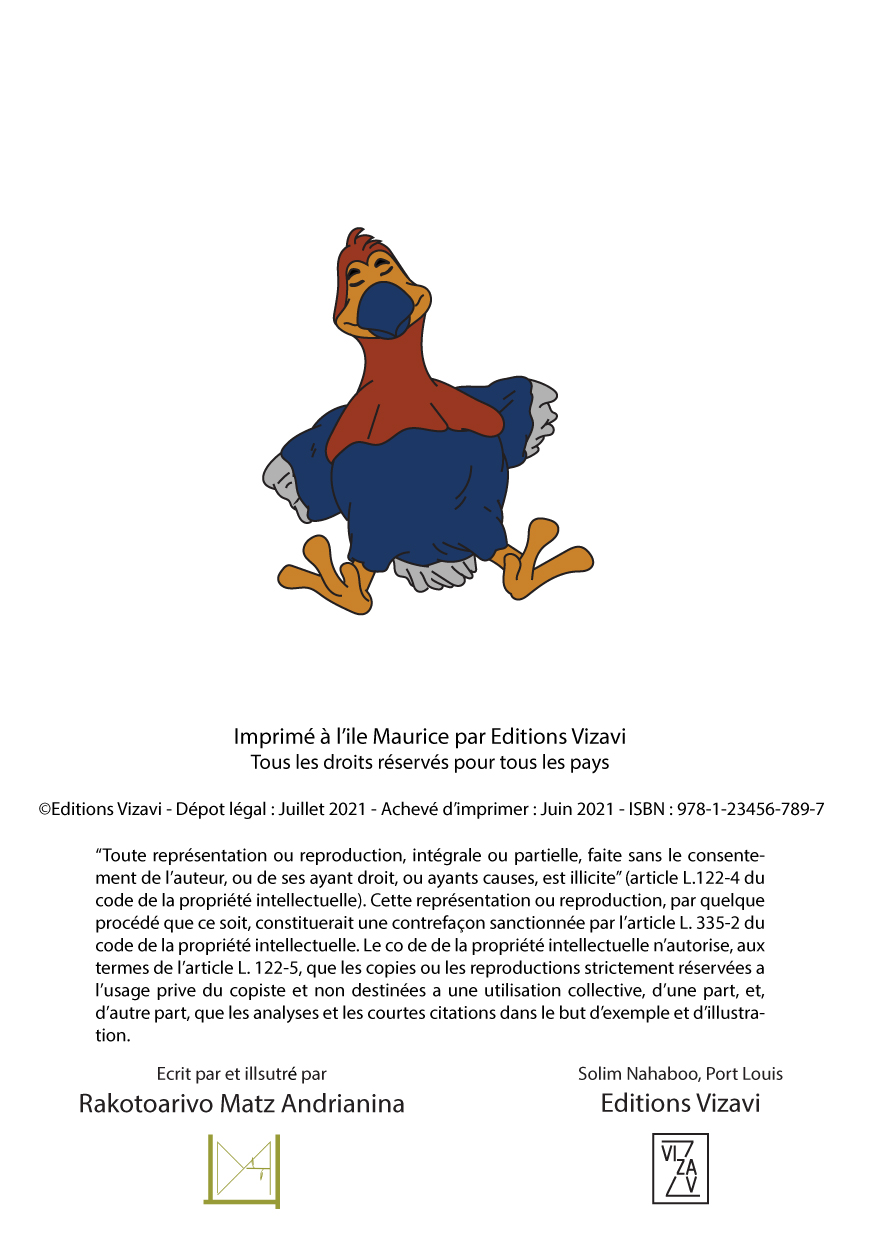 Imprimé à l’ile Maurice par Editions Vizavi
Tous les droits réservés pour tous les pays
©Editions Vizavi - Dépot légal : Juillet 2021 - Achevé d’imprimer : Juin 2021 - ISBN : 978-1-23456-789-7
“Toute représentation ou reproduction, intégrale ou partielle, faite sans le consente-
ment de l’auteur, ou de ses ayant droit, ou ayants causes, est illicite” (article L.122-4 du
code de la propriété intellectuelle). Cette représentation ou reproduction, par quelque
procédé que ce soit, constituerait une contrefaçon sanctionnée par l’article L. 335-2 du
code de la propriété intellectuelle. Le co de de la propriété intellectuelle n’autorise, aux
termes de l’article L. 122-5, que les copies ou les reproductions strictement réservées a
l’usage prive du copiste et non destinées a une utilisation collective, d’une part, et,
d’autre part, que les analyses et les courtes citations dans le but d’exemple et d’illustra-
tion.
Ecrit par et illsutré par
Rakotoarivo Matz Andrianina
Solim Nahaboo, Port Louis
Editions Vizavi
VI
ZA
V